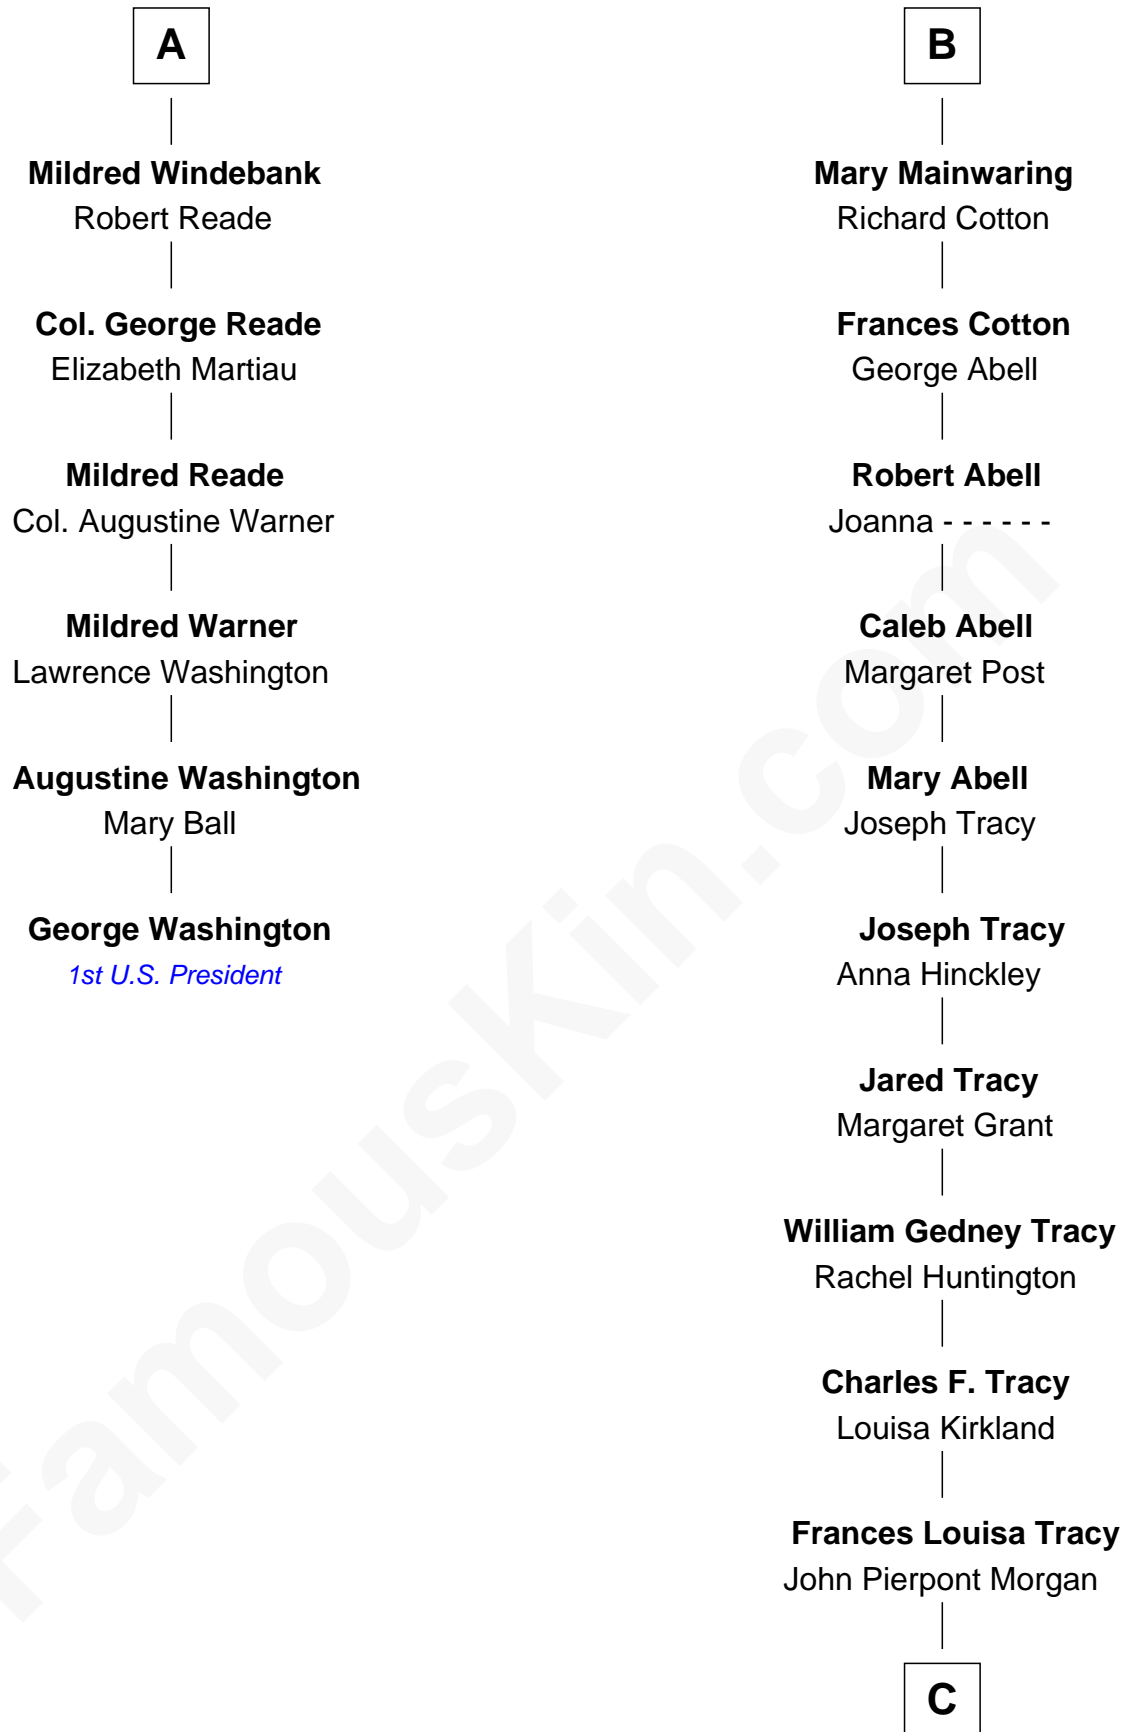 A
Mildred Windebank
Robert Reade
Col. George Reade
Elizabeth Martiau
Mildred Reade
Col. Augustine Warner
Mildred Warner
Lawrence Washington
Augustine Washington
Mary Ball
George Washington
1st U.S. President
B
Mary Mainwaring
Richard Cotton
Frances Cotton
George Abell
Robert Abell
Joanna - - - - - -
Caleb Abell
Margaret Post
Mary Abell
Joseph Tracy
Joseph Tracy
Anna Hinckley
Jared Tracy
Margaret Grant
William Gedney Tracy
Rachel Huntington
Charles F. Tracy
Louisa Kirkland
Frances Louisa Tracy
John Pierpont Morgan
C
FamousKin.com